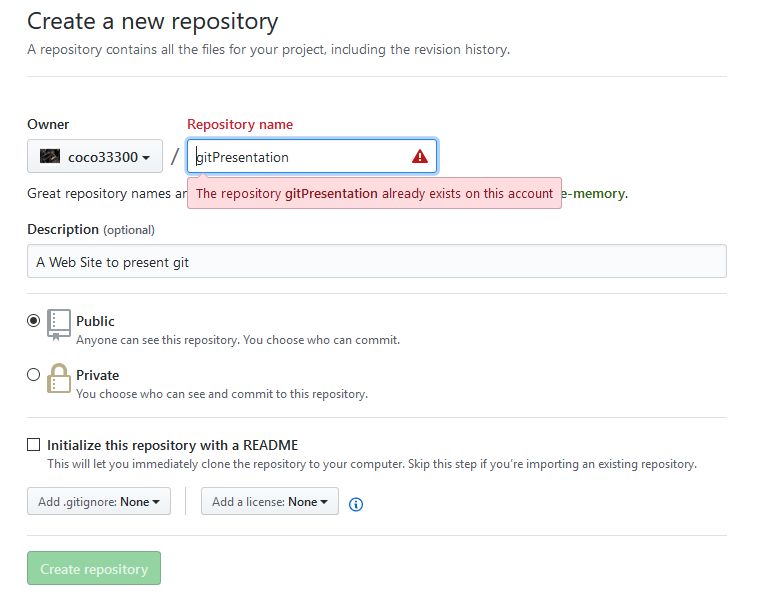 Create a new repository
A repository contains all the files for your project, including the revision history.
Owner
Repository name
coco33300
/
gitPresentation
Great repository names ar
The repository gitPresentation already exists on this account
e-memory.
Description (optional)
A Web Site to present git
Public
Anyone can see this repository. You choose who can commit.
Private
You choose who can see and commit to this repository.
Initialize this repository with a README
This will let you immediately clone the repository to your computer. Skip this step if you're importing an existing repository.
Add .gitignore: None
Add a license: None
Create repository